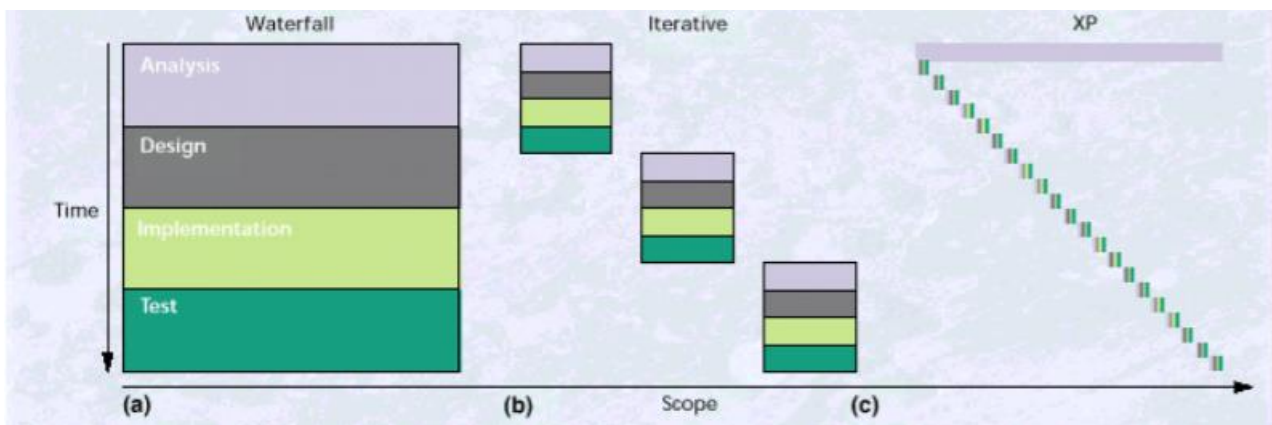 Waterfall
Iterative
XP
Analysis
Design
Time
Implementation
Test
(a)
(b)
Scope
(c)